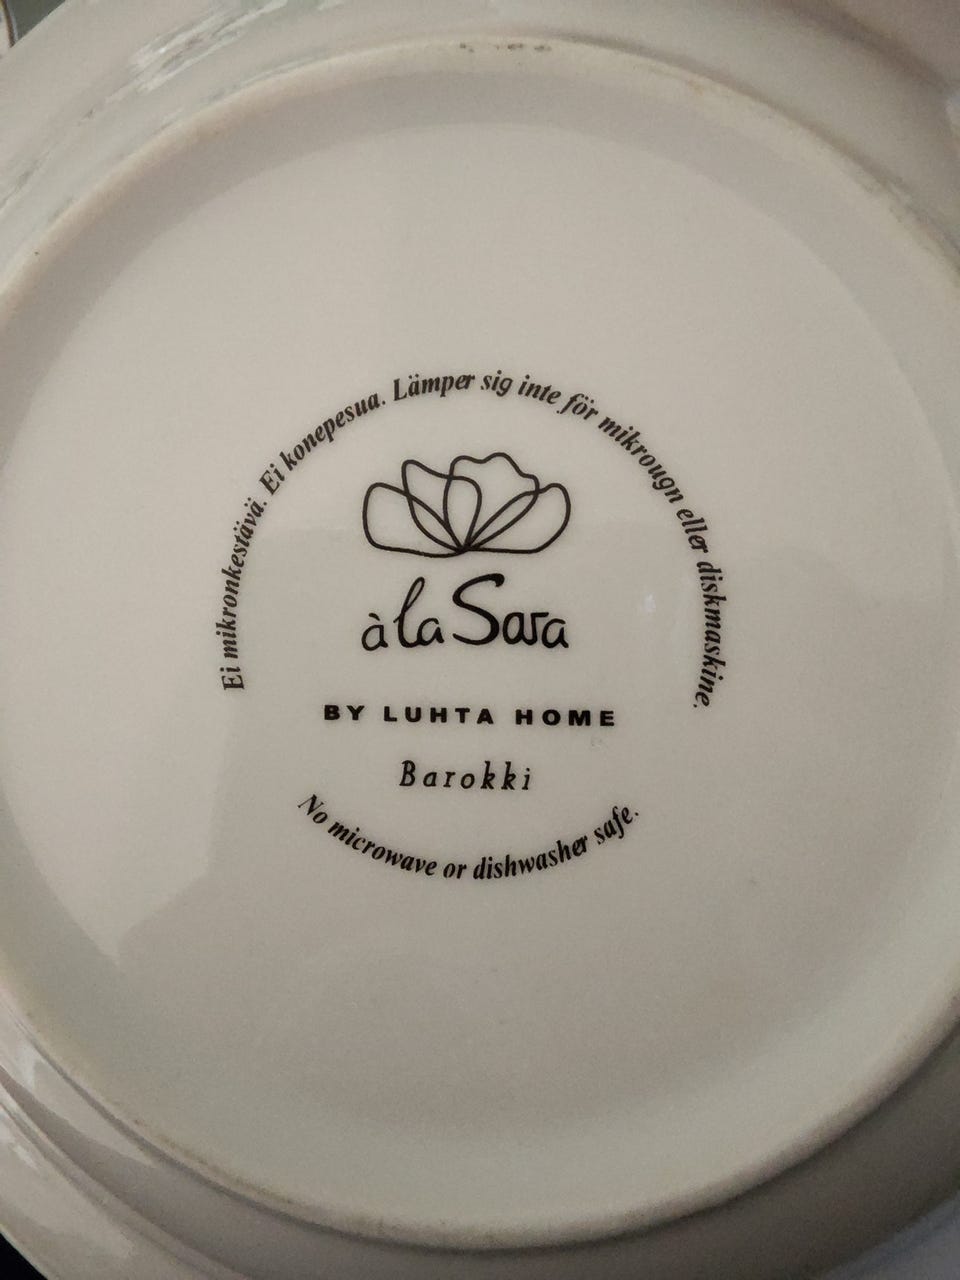 Ei mikronkestävä. Ei konepesua. Lämper sig inte för mikrougn eller diskmaskine.
à la Sara
BY LUHTA HOME
Barokki
No microwave or dishwasher safe.